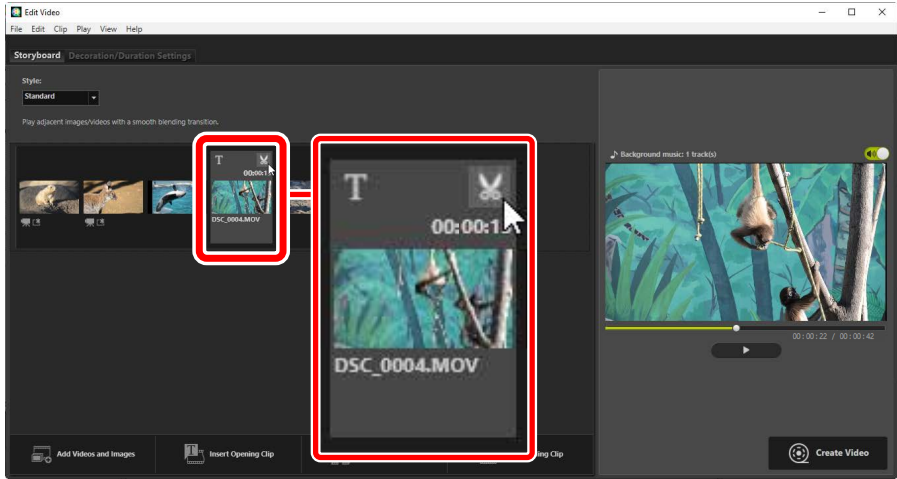 Edit Video
File Edit Clip Play View Help
Storyboard Decoration/Duration Settings
Style:
Standard
Play adjacent images/videos with a smooth blending transition.
T
00:00:1
DSC_0004.MOV
T
00:00:1
DSC_0004.MOV
Background music: 1 track(s)
00:00:22 / 00:00:42
Add Videos and Images
Insert Opening Clip
Clip
Create Video